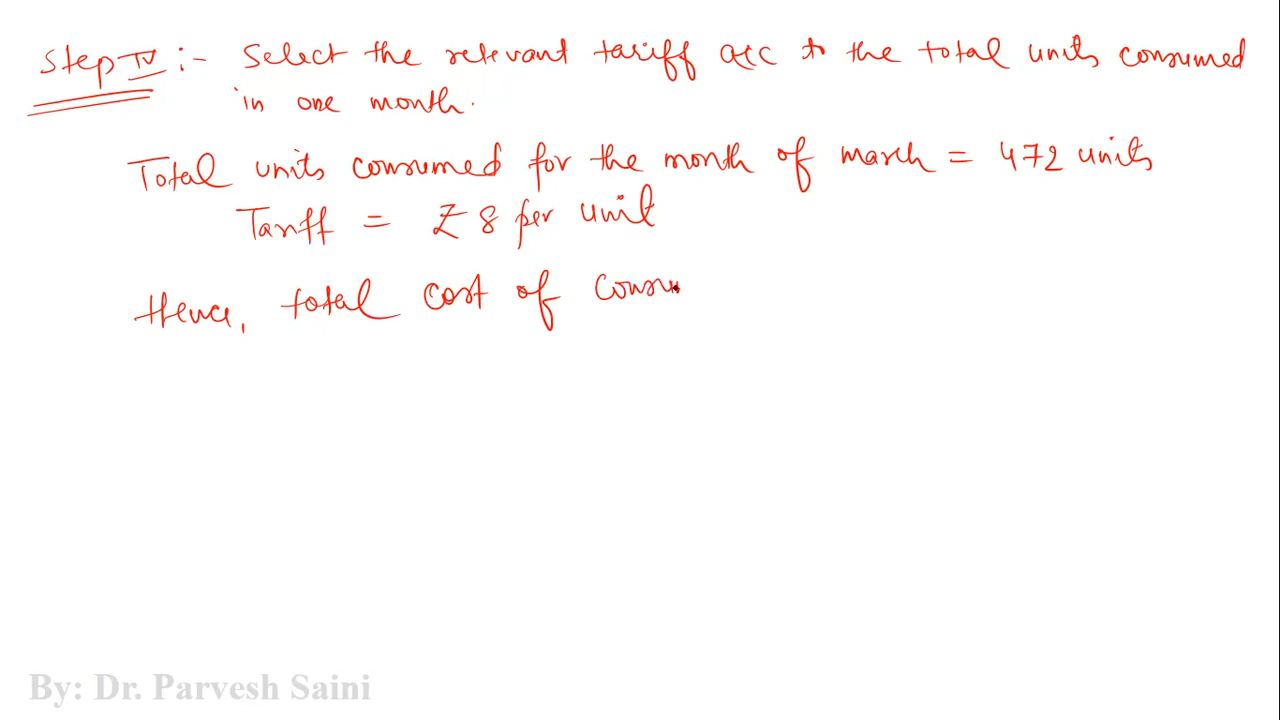 Step IV :- Select the relevant tariff acc to the total units consumed
in one month.
Total units consumed for the month of march = 472 units
Tariff = ₹ 8 per unit
Hence, total cost of consu
By: Dr. Parvesh Saini